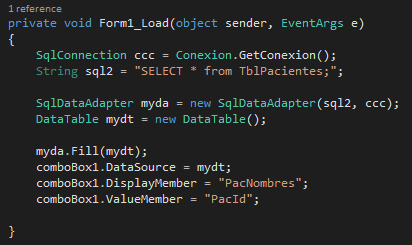 1 reference
private void Form1_Load(object sender, EventArgs e)
{
SqlConnection ccc = Conexion.GetConexion();
String sql2 = "SELECT * from TblPacientes;";
SqlDataAdapter myda = new SqlDataAdapter(sql2, ccc);
DataTable mydt = new DataTable();
myda.Fill(mydt);
comboBox1.DataSource = mydt;
comboBox1.DisplayMember = "PacNombres";
comboBox1.ValueMember = "PacId";
}